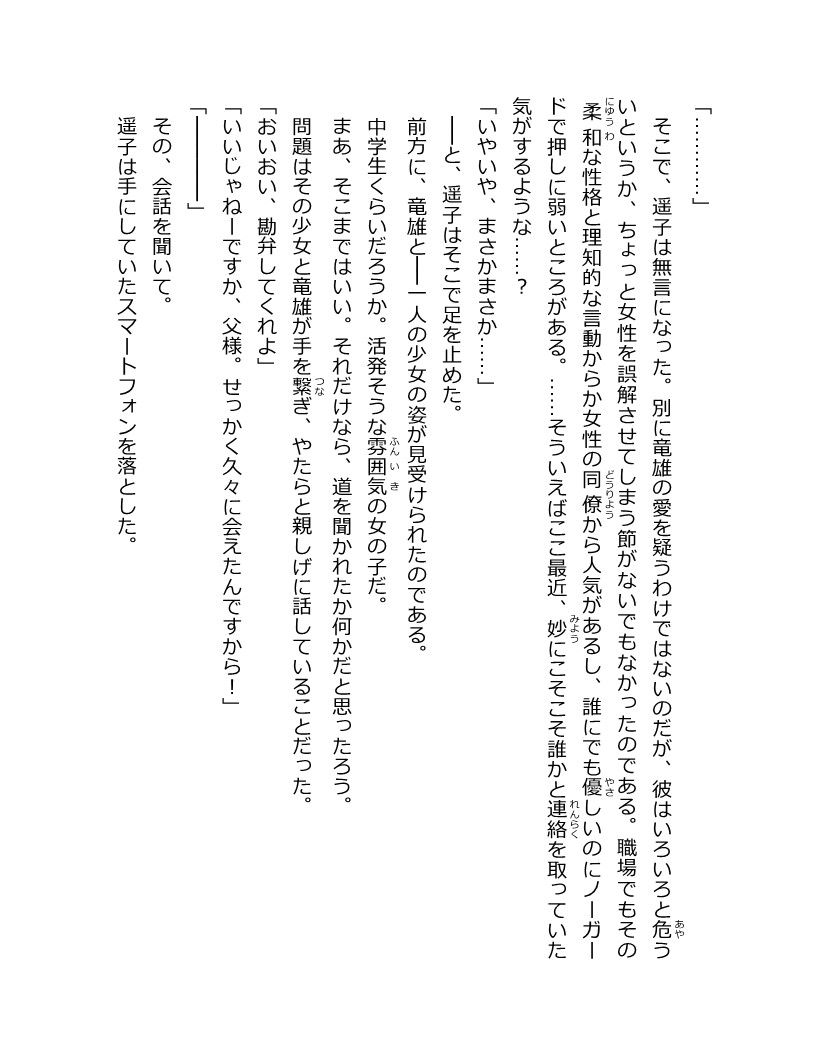 「…………」
　そこで、遥子は無言になった。別に竜雄の愛を疑うわけではないのだが、彼はいろいろと危う
いというか、ちょっと女性を誤解させてしまう節がないでもなかったのである。職場でもその
柔和な性格と理知的な言動からか女性の同僚から人気があるし、誰にでも優しいのにノーガー
ドで押しに弱いところがある。……そういえばここ最近、妙にこそこそ誰かと連絡を取っていた
気がするような……？
「いやいや、まさかまさか……」
　――と、遥子はそこで足を止めた。
　前方に、竜雄と――一人の少女の姿が見受けられたのである。
　中学生くらいだろうか。活発そうな雰囲気の女の子だ。
　まあ、そこまではいい。それだけなら、道を聞かれたか何かだと思ったろう。
　問題はその少女と竜雄が手を繋ぎ、やたらと親しげに話していることだった。
「おいおい、勘弁してくれよ」
「いいじゃねーですか、父様。せっかく久々に会えたんですから！」
「――――」
　その、会話を聞いて。
　遥子は手にしていたスマートフォンを落とした。